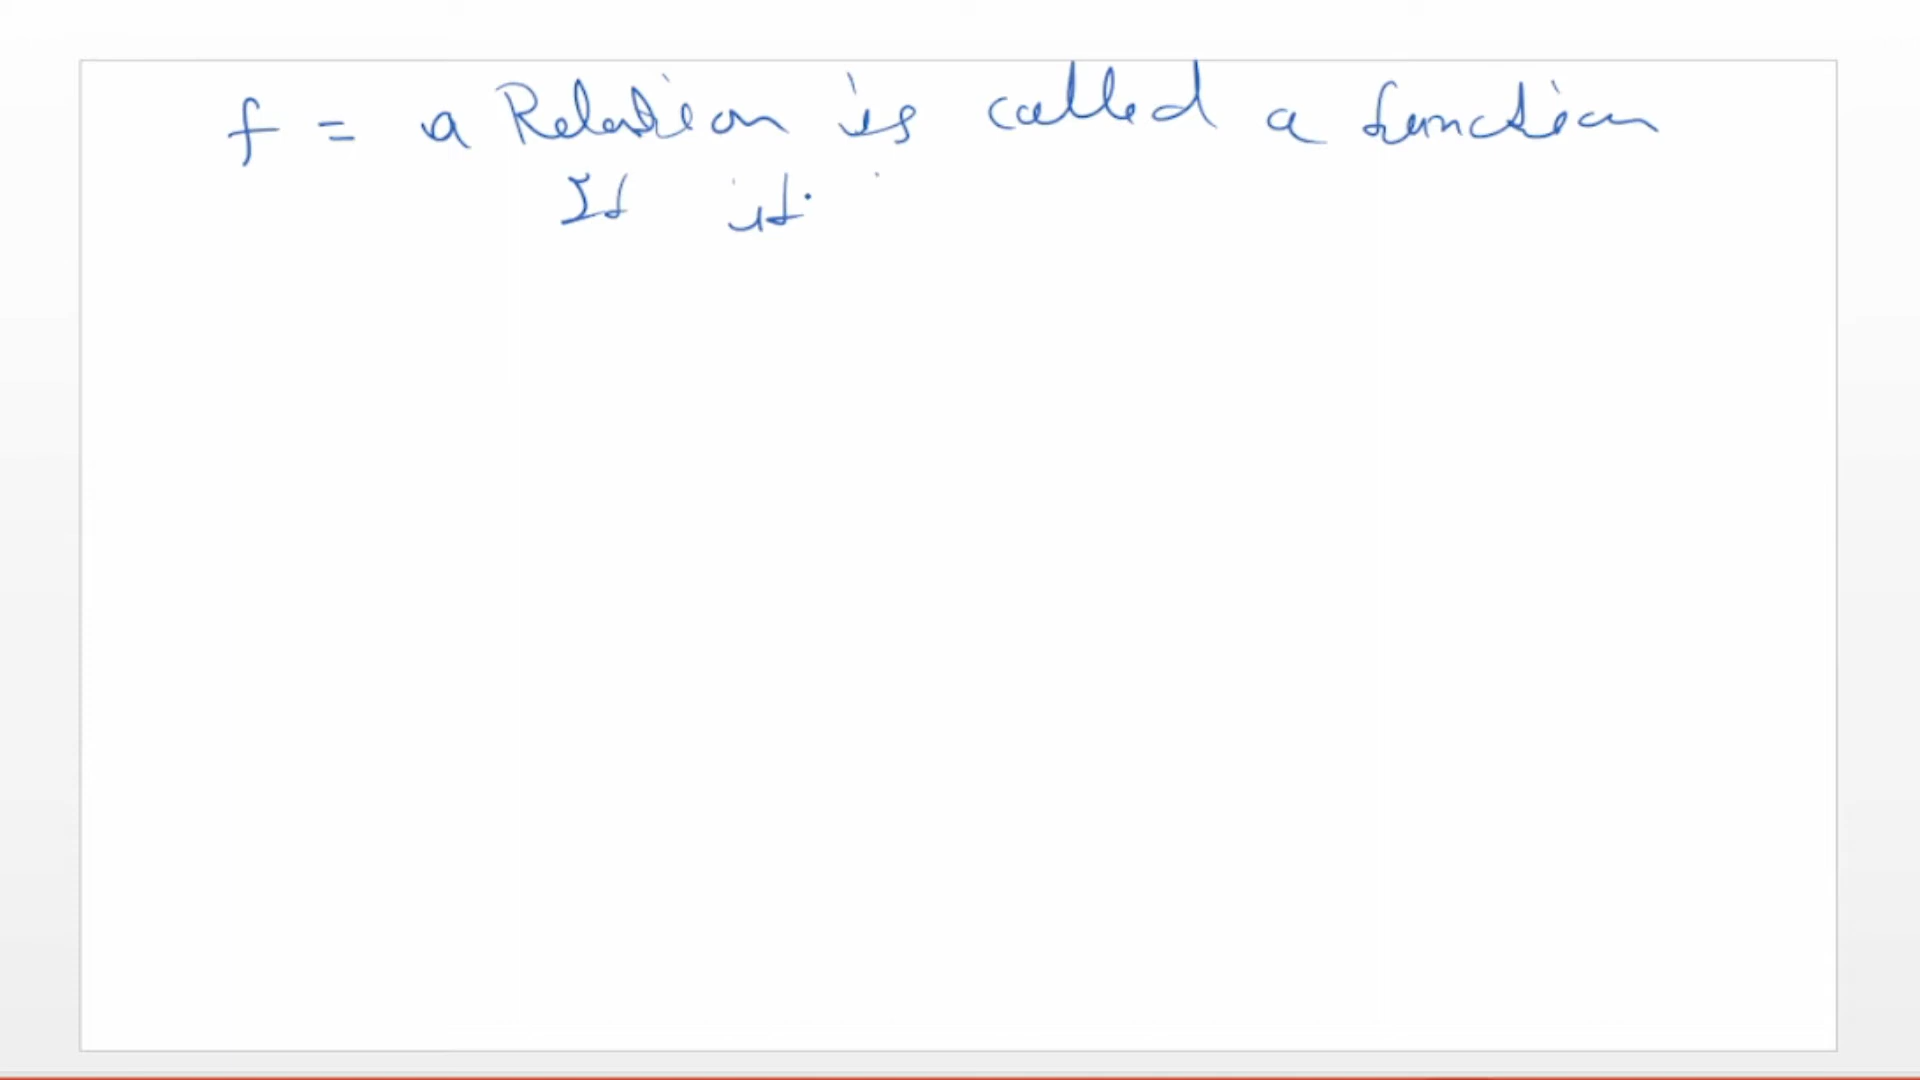 f = a Relation is called a function
If it